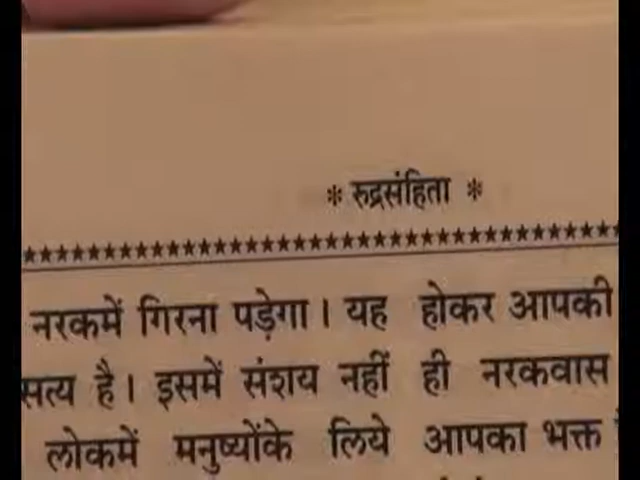 * रुद्रसंहिता *
नरकमें गिरना पड़ेगा। यह होकर आपकी
सत्य है। इसमें संशय नहीं ही नरकवास
लोकमें मनुष्योंके लिये आपका भक्त